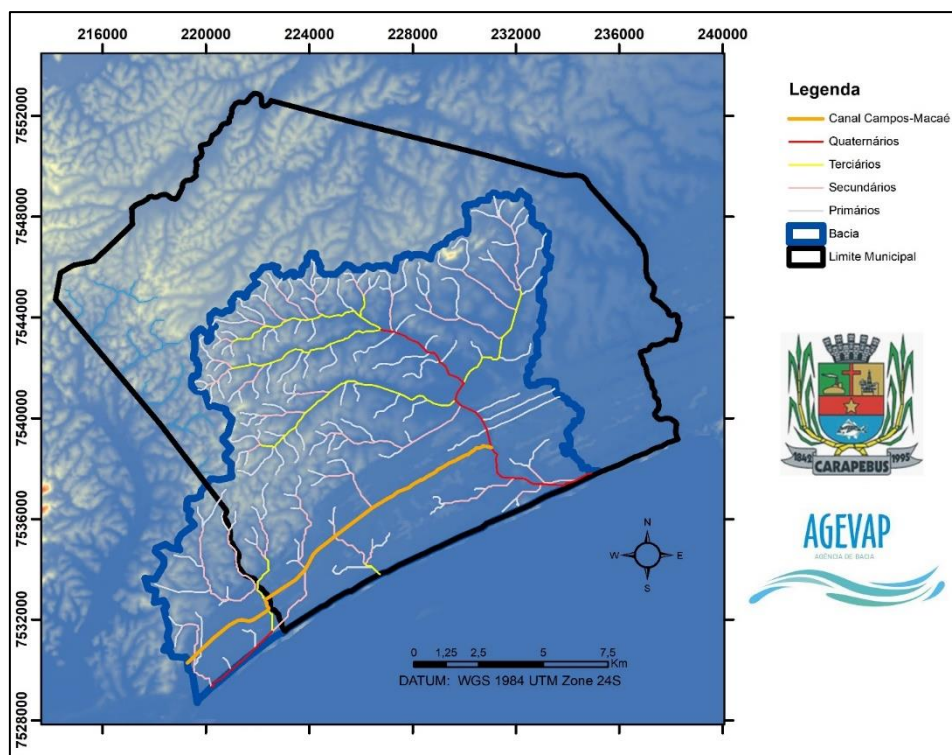 216000 220000 224000 228000 232000 236000 240000
7552000
7548000
7544000
7540000
7536000
7532000
7528000
Legenda
Canal Campos-Macaé
Quaternários
Terciários
Secundários
Primários
Bacia
Limite Municipal
1842 1995
CARAPEBUS
AGEVAP
AGÊNCIA DE BACIA
N
W E
S
0 1,25 2,5 5 7,5
Km
DATUM: WGS 1984 UTM Zone 24S